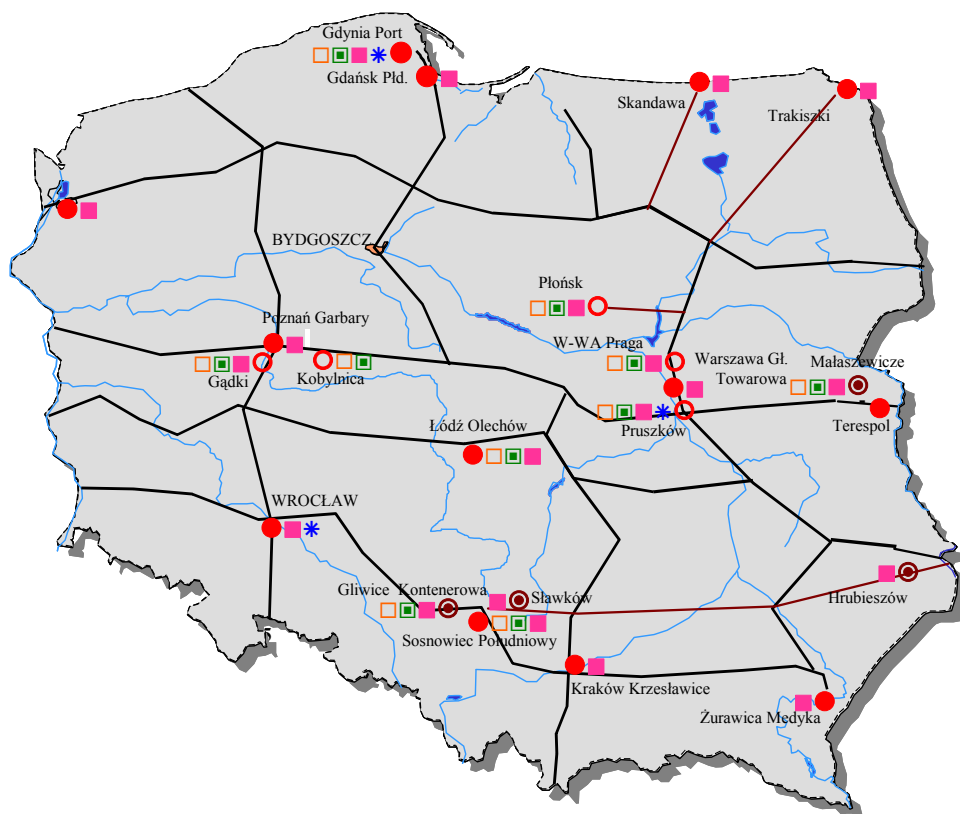 Gdynia Port
Gdańsk Płd.
Skandawa
Trakiszki
BYDGOSZCZ
Płońsk
Poznań Garbary
W-WA Praga
Warszawa Gł.
Towarowa
Małaszewicze
Gądki
Kobylnica
Pruszków
Terespol
Łódź Olechów
WROCŁAW
Gliwice Kontenerowa
Sławków
Hrubieszów
Sosnowiec Południowy
Kraków Krzesławice
Żurawica Medyka